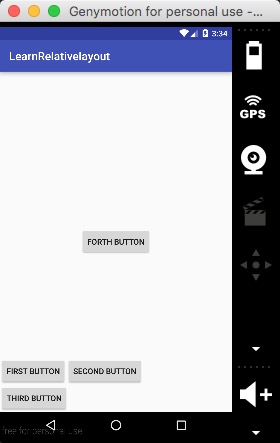 Genymotion for personal use -...
3:34
LearnRelativelayout
GPS
FORTH BUTTON
FIRST BUTTON SECOND BUTTON
THIRD BUTTON
free for personal use